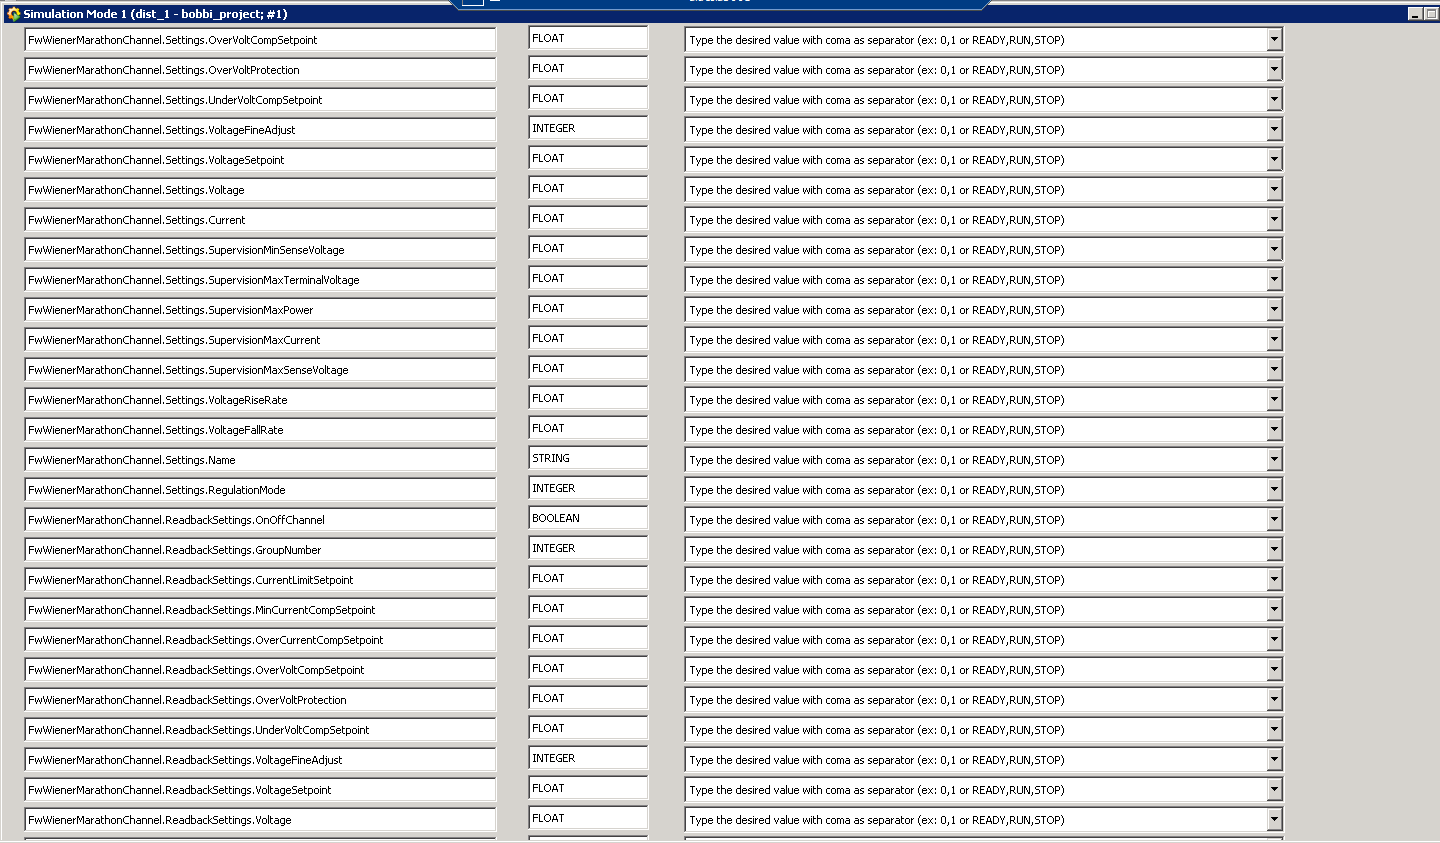 Simulation Mode 1 (dist_1 - bobbi_project; #1)
FwWienerMarathonChannel.Settings.OverVoltCompSetpoint FLOAT Type the desired value with coma as separator (ex: 0,1 or READY,RUN,STOP)
FwWienerMarathonChannel.Settings.OverVoltProtection FLOAT Type the desired value with coma as separator (ex: 0,1 or READY,RUN,STOP)
FwWienerMarathonChannel.Settings.UnderVoltCompSetpoint FLOAT Type the desired value with coma as separator (ex: 0,1 or READY,RUN,STOP)
FwWienerMarathonChannel.Settings.VoltageFineAdjust INTEGER Type the desired value with coma as separator (ex: 0,1 or READY,RUN,STOP)
FwWienerMarathonChannel.Settings.VoltageSetpoint FLOAT Type the desired value with coma as separator (ex: 0,1 or READY,RUN,STOP)
FwWienerMarathonChannel.Settings.Voltage FLOAT Type the desired value with coma as separator (ex: 0,1 or READY,RUN,STOP)
FwWienerMarathonChannel.Settings.Current FLOAT Type the desired value with coma as separator (ex: 0,1 or READY,RUN,STOP)
FwWienerMarathonChannel.Settings.SupervisionMinSenseVoltage FLOAT Type the desired value with coma as separator (ex: 0,1 or READY,RUN,STOP)
FwWienerMarathonChannel.Settings.SupervisionMaxTerminalVoltage FLOAT Type the desired value with coma as separator (ex: 0,1 or READY,RUN,STOP)
FwWienerMarathonChannel.Settings.SupervisionMaxPower FLOAT Type the desired value with coma as separator (ex: 0,1 or READY,RUN,STOP)
FwWienerMarathonChannel.Settings.SupervisionMaxCurrent FLOAT Type the desired value with coma as separator (ex: 0,1 or READY,RUN,STOP)
FwWienerMarathonChannel.Settings.SupervisionMaxSenseVoltage FLOAT Type the desired value with coma as separator (ex: 0,1 or READY,RUN,STOP)
FwWienerMarathonChannel.Settings.VoltageRiseRate FLOAT Type the desired value with coma as separator (ex: 0,1 or READY,RUN,STOP)
FwWienerMarathonChannel.Settings.VoltageFallRate FLOAT Type the desired value with coma as separator (ex: 0,1 or READY,RUN,STOP)
FwWienerMarathonChannel.Settings.Name STRING Type the desired value with coma as separator (ex: 0,1 or READY,RUN,STOP)
FwWienerMarathonChannel.Settings.RegulationMode INTEGER Type the desired value with coma as separator (ex: 0,1 or READY,RUN,STOP)
FwWienerMarathonChannel.ReadbackSettings.OnOffChannel BOOLEAN Type the desired value with coma as separator (ex: 0,1 or READY,RUN,STOP)
FwWienerMarathonChannel.ReadbackSettings.GroupNumber INTEGER Type the desired value with coma as separator (ex: 0,1 or READY,RUN,STOP)
FwWienerMarathonChannel.ReadbackSettings.CurrentLimitSetpoint FLOAT Type the desired value with coma as separator (ex: 0,1 or READY,RUN,STOP)
FwWienerMarathonChannel.ReadbackSettings.MinCurrentCompSetpoint FLOAT Type the desired value with coma as separator (ex: 0,1 or READY,RUN,STOP)
FwWienerMarathonChannel.ReadbackSettings.OverCurrentCompSetpoint FLOAT Type the desired value with coma as separator (ex: 0,1 or READY,RUN,STOP)
FwWienerMarathonChannel.ReadbackSettings.OverVoltCompSetpoint FLOAT Type the desired value with coma as separator (ex: 0,1 or READY,RUN,STOP)
FwWienerMarathonChannel.ReadbackSettings.OverVoltProtection FLOAT Type the desired value with coma as separator (ex: 0,1 or READY,RUN,STOP)
FwWienerMarathonChannel.ReadbackSettings.UnderVoltCompSetpoint FLOAT Type the desired value with coma as separator (ex: 0,1 or READY,RUN,STOP)
FwWienerMarathonChannel.ReadbackSettings.VoltageFineAdjust INTEGER Type the desired value with coma as separator (ex: 0,1 or READY,RUN,STOP)
FwWienerMarathonChannel.ReadbackSettings.VoltageSetpoint FLOAT Type the desired value with coma as separator (ex: 0,1 or READY,RUN,STOP)
FwWienerMarathonChannel.ReadbackSettings.Voltage FLOAT Type the desired value with coma as separator (ex: 0,1 or READY,RUN,STOP)